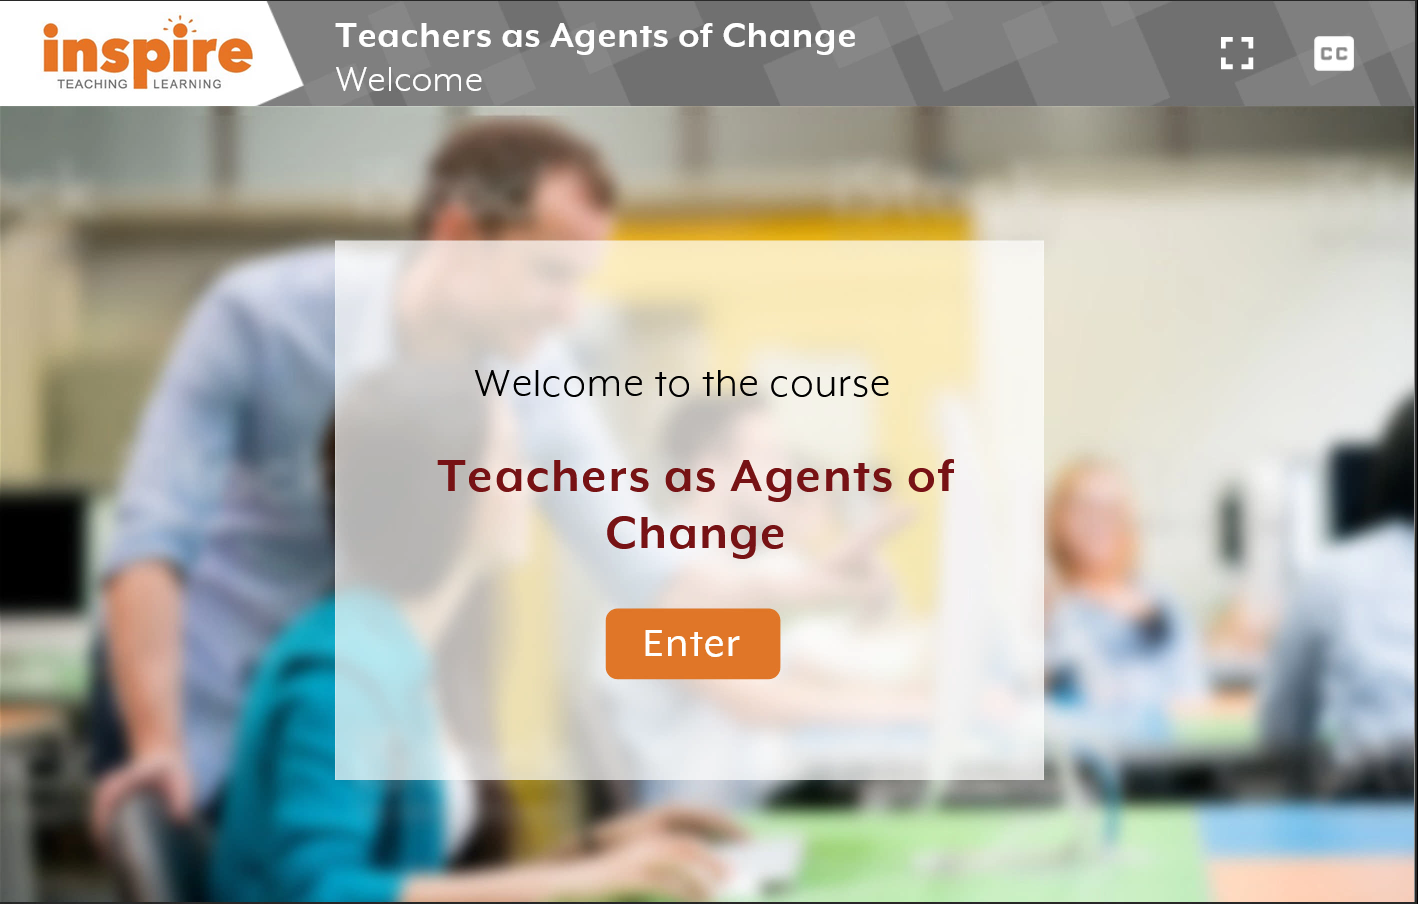 inspire
TEACHING LEARNING
Teachers as Agents of Change
Welcome
CC
Welcome to the course
Teachers as Agents of
Change
Enter